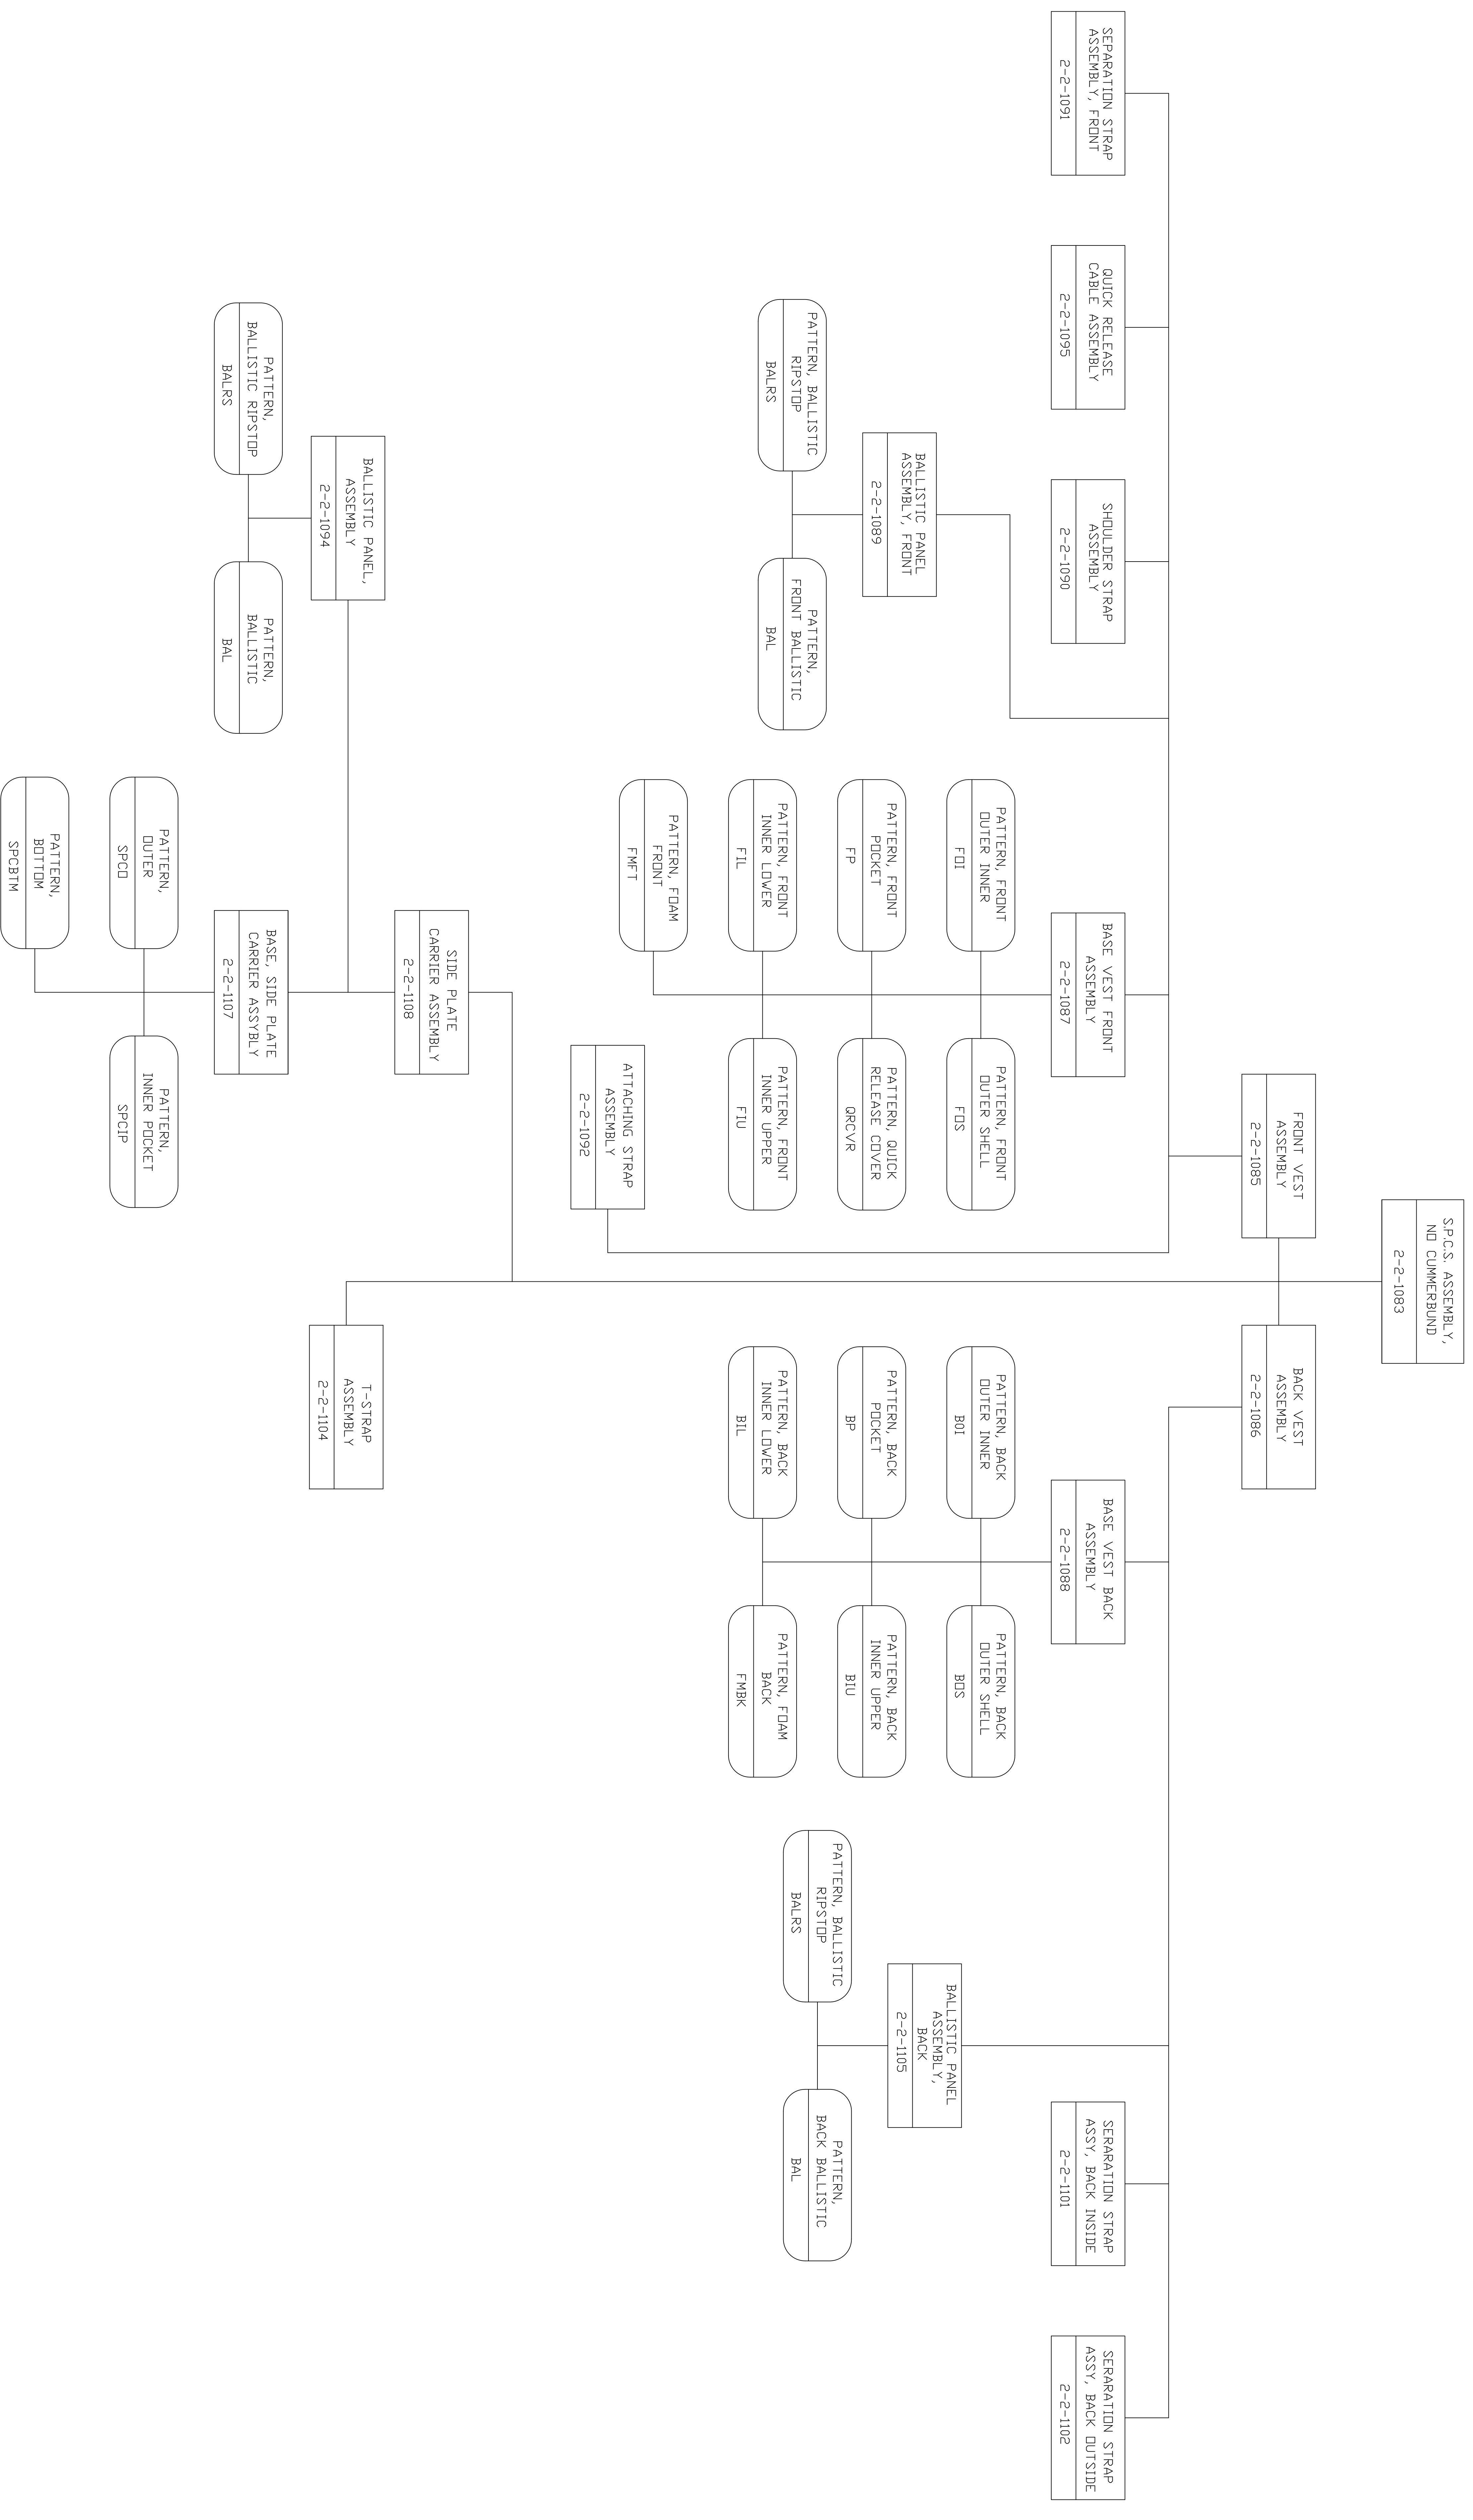 S.P.C.S. ASSEMBLY,
NO CUMMERBUND
2-2-1083
FRONT VEST
ASSEMBLY
2-2-1085
BACK VEST
ASSEMBLY
2-2-1086
SEPARATION STRAP
ASSEMBLY, FRONT
2-2-1091
QUICK RELEASE
CABLE ASSEMBLY
2-2-1095
SHOULDER STRAP
ASSEMBLY
2-2-1090
BASE VEST FRONT
ASSEMBLY
2-2-1087
BASE VEST BACK
ASSEMBLY
2-2-1088
SERARATION STRAP
ASSY, BACK INSIDE
2-2-1101
SERARATION STRAP
ASSY, BACK OUTSIDE
2-2-1102
PATTERN, FRONT
OUTER INNER
FOI
PATTERN, FRONT
OUTER SHELL
FOS
PATTERN, BACK
OUTER INNER
BOI
PATTERN, BACK
OUTER SHELL
BOS
BALLISTIC PANEL
ASSEMBLY, FRONT
2-2-1089
BALLISTIC PANEL
ASSEMBLY,
BACK
2-2-1105
PATTERN, FRONT
POCKET
FP
PATTERN, QUICK
RELEASE COVER
QRCVR
PATTERN, BACK
POCKET
BP
PATTERN, BACK
INNER UPPER
BIU
PATTERN, BALLISTIC
RIPSTOP
BALRS
PATTERN,
FRONT BALLISTIC
BAL
PATTERN, BALLISTIC
RIPSTOP
BALRS
PATTERN,
BACK BALLISTIC
BAL
PATTERN, FRONT
INNER LOWER
FIL
PATTERN, FRONT
INNER UPPER
FIU
PATTERN, BACK
INNER LOWER
BIL
PATTERN, FOAM
BACK
FMBK
PATTERN, FOAM
FRONT
FMFT
ATTACHING STRAP
ASSEMBLY
2-2-1092
SIDE PLATE
CARRIER ASSEMBLY
2-2-1108
BALLISTIC PANEL,
ASSEMBLY
2-2-1094
T-STRAP
ASSEMBLY
2-2-1104
PATTERN,
BALLISTIC RIPSTOP
BALRS
PATTERN,
BALLISTIC
BAL
BASE, SIDE PLATE
CARRIER ASSYBLY
2-2-1107
PATTERN,
OUTER
SPCO
PATTERN,
INNER POCKET
SPCIP
PATTERN,
BOTTOM
SPCBTM